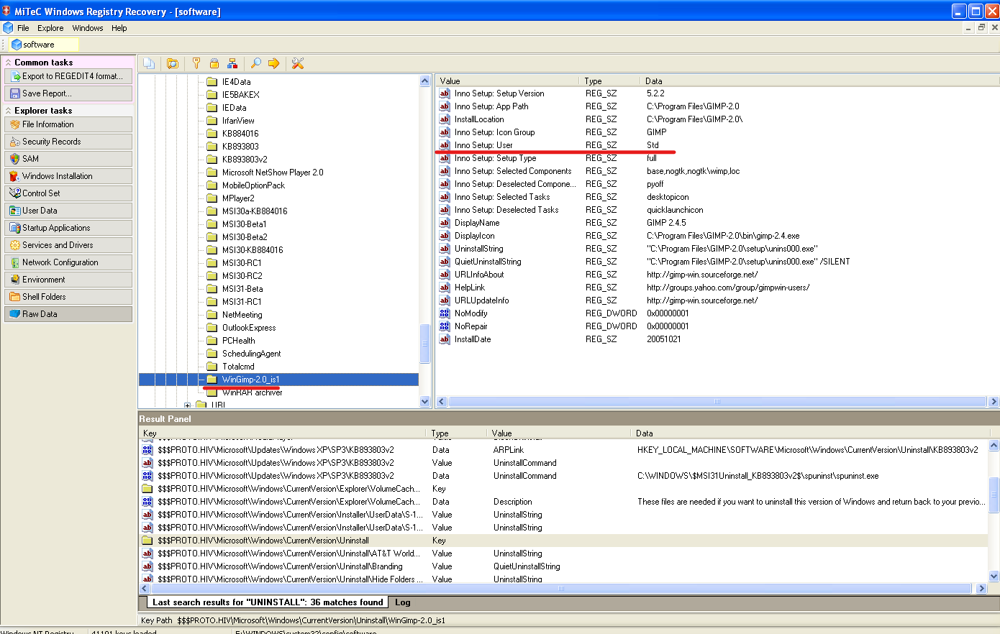 MiTeC Windows Registry Recovery - [software]
File Explore Windows Help
software
Common tasks
Export to REGEDIT4 format...
Save Report...
Explorer tasks
File Information
Security Records
SAM
Windows Installation
Control Set
User Data
Startup Applications
Services and Drivers
Network Configuration
Environment
Shell Folders
Raw Data
IE4Data
IE5BAKEX
IEData
IrfanView
KB884016
KB893803
KB893803v2
Microsoft NetShow Player 2.0
MobileOptionPack
MPlayer2
MSI30a-KB884016
MSI30-Beta1
MSI30-Beta2
MSI30-KB884016
MSI30-RC1
MSI30-RC2
MSI31-Beta
MSI31-RC1
NetMeeting
OutlookExpress
PCHealth
SchedulingAgent
Totalcmd
WinGimp-2.0_is1
WinRAR archiver
URL
Value Type Data
Inno Setup: Setup Version REG_SZ 5.2.2
Inno Setup: App Path REG_SZ C:\Program Files\GIMP-2.0
InstallLocation REG_SZ C:\Program Files\GIMP-2.0\
Inno Setup: Icon Group REG_SZ GIMP
Inno Setup: User REG_SZ Std
Inno Setup: Setup Type REG_SZ full
Inno Setup: Selected Components REG_SZ base,nogtk,nogtk\wimp,loc
Inno Setup: Deselected Compone... REG_SZ pyoff
Inno Setup: Selected Tasks REG_SZ desktopicon
Inno Setup: Deselected Tasks REG_SZ quicklaunchicon
DisplayName REG_SZ GIMP 2.4.5
DisplayIcon REG_SZ C:\Program Files\GIMP-2.0\bin\gimp-2.4.exe
UninstallString REG_SZ "C:\Program Files\GIMP-2.0\setup\unins000.exe"
QuietUninstallString REG_SZ "C:\Program Files\GIMP-2.0\setup\unins000.exe" /SILENT
URLInfoAbout REG_SZ http://gimp-win.sourceforge.net/
HelpLink REG_SZ http://groups.yahoo.com/group/gimpwin-users/
URLUpdateInfo REG_SZ http://gimp-win.sourceforge.net/
NoModify REG_DWORD 0x00000001
NoRepair REG_DWORD 0x00000001
InstallDate REG_SZ 20051021
Result Panel
Key Type Value Data
$$$PROTO.HIV\Microsoft\Updates\Windows XP\SP3\KB893803v2 Data ARPLink HKEY_LOCAL_MACHINE\SOFTWARE\Microsoft\Windows\CurrentVersion\Uninstall\KB893803v2
$$$PROTO.HIV\Microsoft\Updates\Windows XP\SP3\KB893803v2 Value UninstallCommand
$$$PROTO.HIV\Microsoft\Updates\Windows XP\SP3\KB893803v2 Data UninstallCommand C:\WINDOWS\$MSI31Uninstall_KB893803v2$\spuninst\spuninst.exe
$$$PROTO.HIV\Microsoft\Windows\CurrentVersion\Explorer\VolumeCach... Key
$$$PROTO.HIV\Microsoft\Windows\CurrentVersion\Explorer\VolumeCach... Data Description These files are needed if you want to uninstall this version of Windows and return back to your previo...
$$$PROTO.HIV\Microsoft\Windows\CurrentVersion\Installer\UserData\S-1... Value UninstallString
$$$PROTO.HIV\Microsoft\Windows\CurrentVersion\Installer\UserData\S-1... Value UninstallString
$$$PROTO.HIV\Microsoft\Windows\CurrentVersion\Uninstall Key
$$$PROTO.HIV\Microsoft\Windows\CurrentVersion\Uninstall\AT&T World... Value UninstallString
$$$PROTO.HIV\Microsoft\Windows\CurrentVersion\Uninstall\Branding Value QuietUninstallString
$$$PROTO.HIV\Microsoft\Windows\CurrentVersion\Uninstall\Hide Folders ... Value UninstallString
Last search results for "UNINSTALL": 36 matches found Log
Key Path $$$PROTO.HIV\Microsoft\Windows\CurrentVersion\Uninstall\WinGimp-2.0_is1
Windows NT Registry 41101 keys loaded E:\WINDOWS\system32\config\software